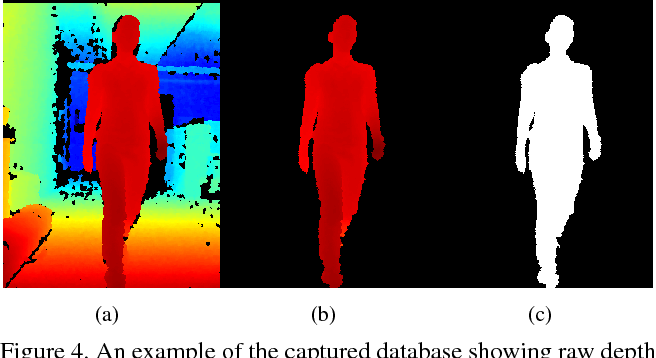 (a) (b) (c)
Figure 4. An example of the captured database showing raw depth